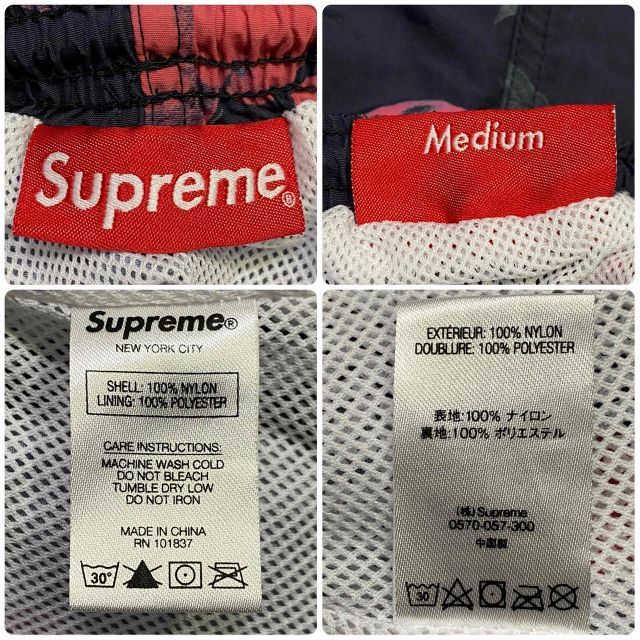 Supreme®
Medium
Supreme®
NEW YORK CITY
SHELL: 100% NYLON
LINING: 100% POLYESTER
CARE INSTRUCTIONS:
MACHINE WASH COLD
DO NOT BLEACH
TUMBLE DRY LOW
DO NOT IRON
MADE IN CHINA
RN 101837
30°
EXTÉRIEUR: 100% NYLON
DOUBLURE: 100% POLYESTER
表地:100% ナイロン
裏地:100% ポリエステル
(株) Supreme
0570-057-300
中国製
30